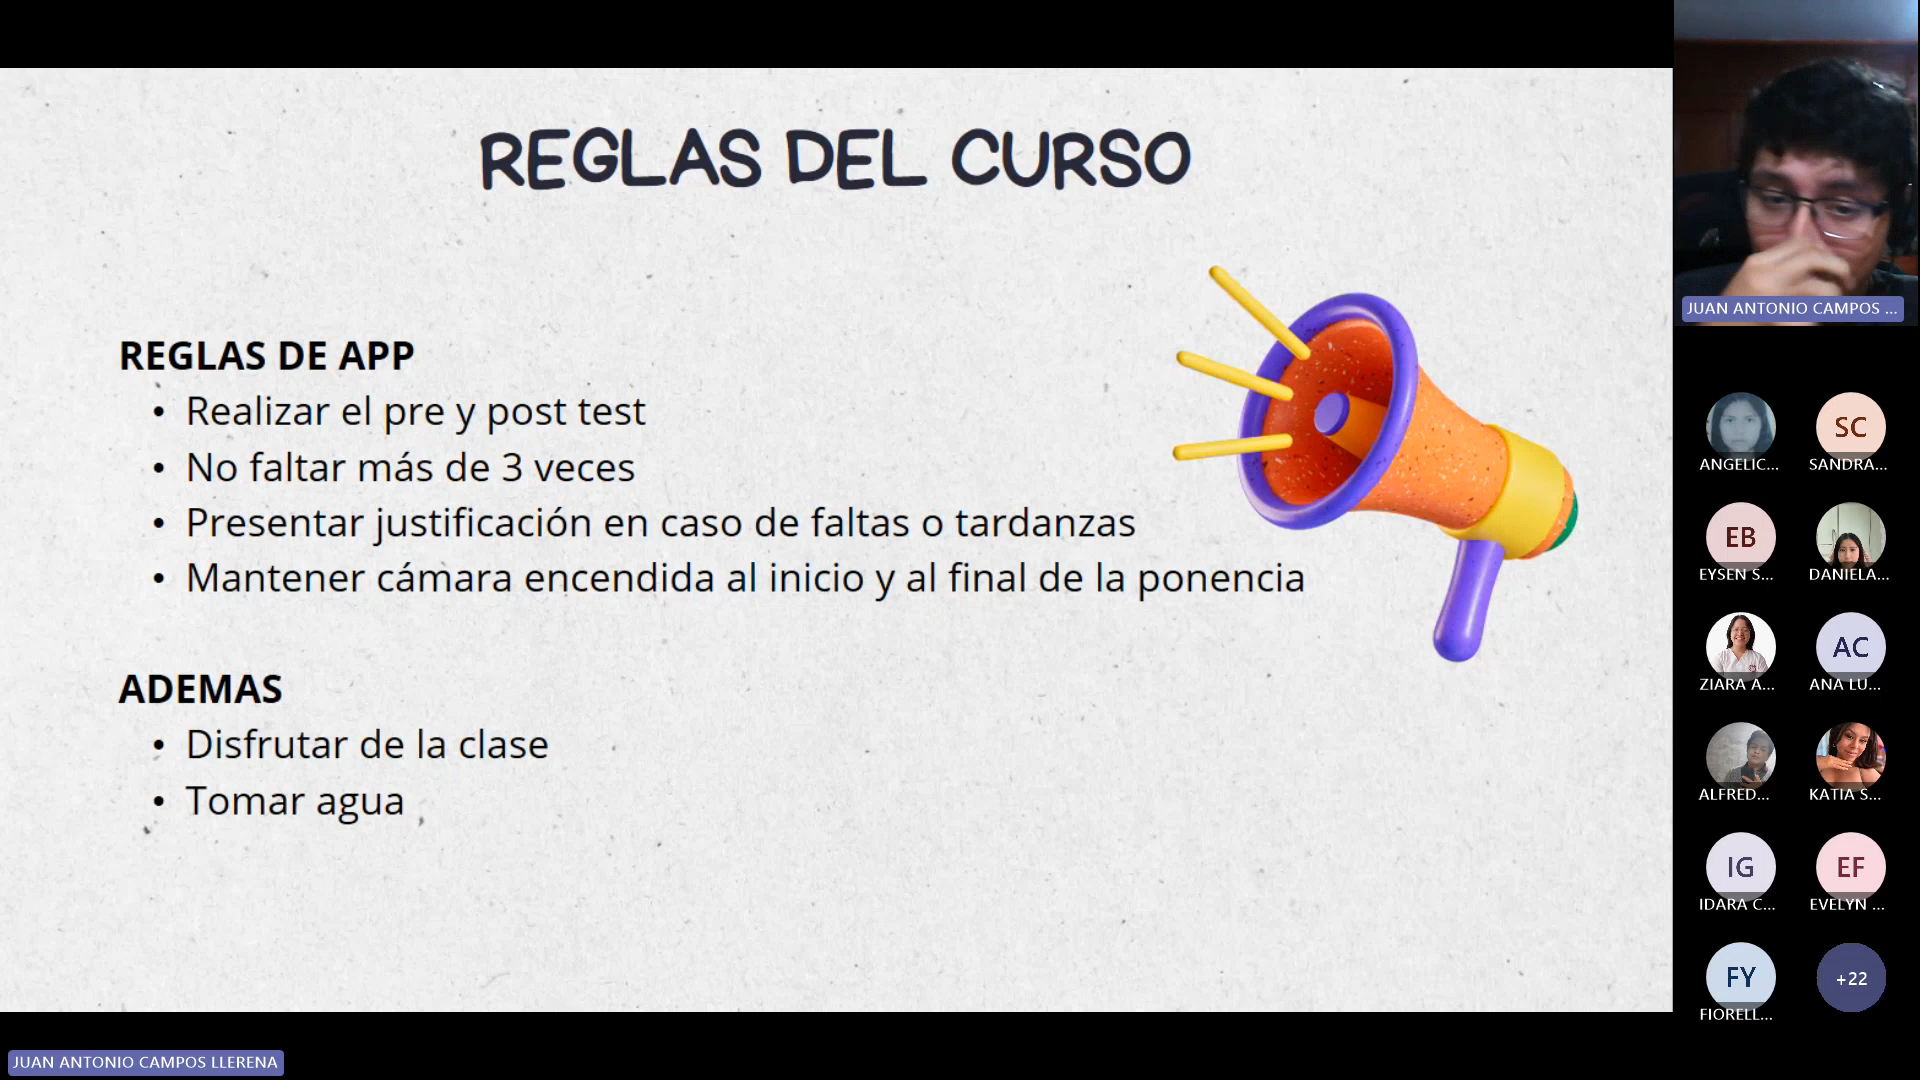 REGLAS DEL CURSO
REGLAS DE APP
• Realizar el pre y post test
• No faltar más de 3 veces
• Presentar justificación en caso de faltas o tardanzas
• Mantener cámara encendida al inicio y al final de la ponencia
ADEMAS
• Disfrutar de la clase
• Tomar agua
JUAN ANTONIO CAMPOS LLERENA
JUAN ANTONIO CAMPOS ...
ANGELIC...
SC
SANDRA...
EB
EYSEN S...
DANIELA...
ZIARA A...
AC
ANA LU...
ALFRED...
KATIA S...
IG
IDARA C...
EF
EVELYN ...
FY
FIORELL...
+22